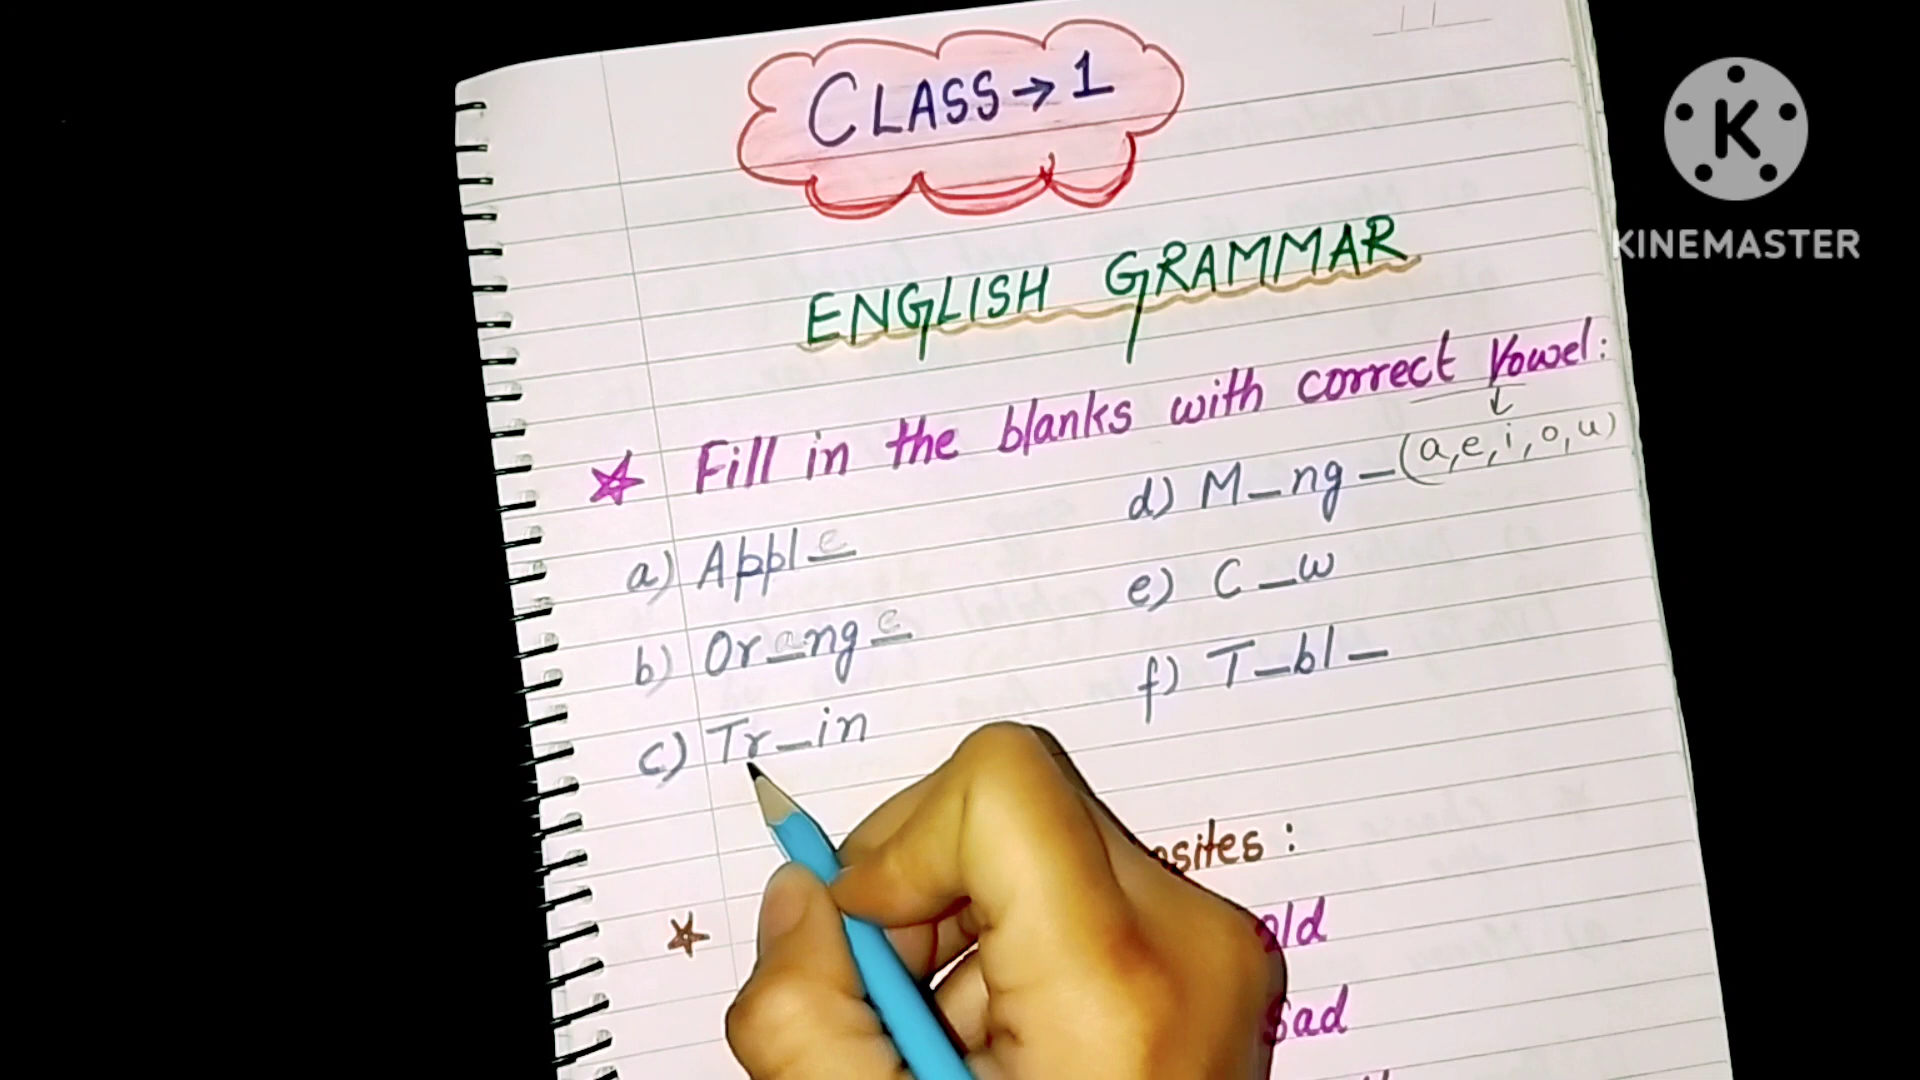 CLASS → 1
ENGLISH GRAMMAR
☆ Fill in the blanks with correct Vowel:
(a, e, i, o, u)
a) Apple
b) Orange
c) Tr_in
d) M_ng_
e) C_w
f) T_bl_
sites :
old
Sad
K
KINEMASTER